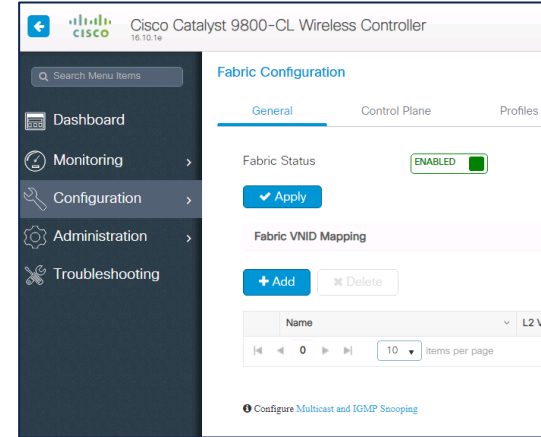 CISCO
Cisco Catalyst 9800-CL Wireless Controller
16.10.1e
Search Menu Items
Dashboard
Monitoring
Configuration
Administration
Troubleshooting
Fabric Configuration
General Control Plane Profiles
Fabric Status ENABLED
Apply
Fabric VNID Mapping
Add Delete
Name L2 V
0 10 items per page
Configure Multicast and IGMP Snooping